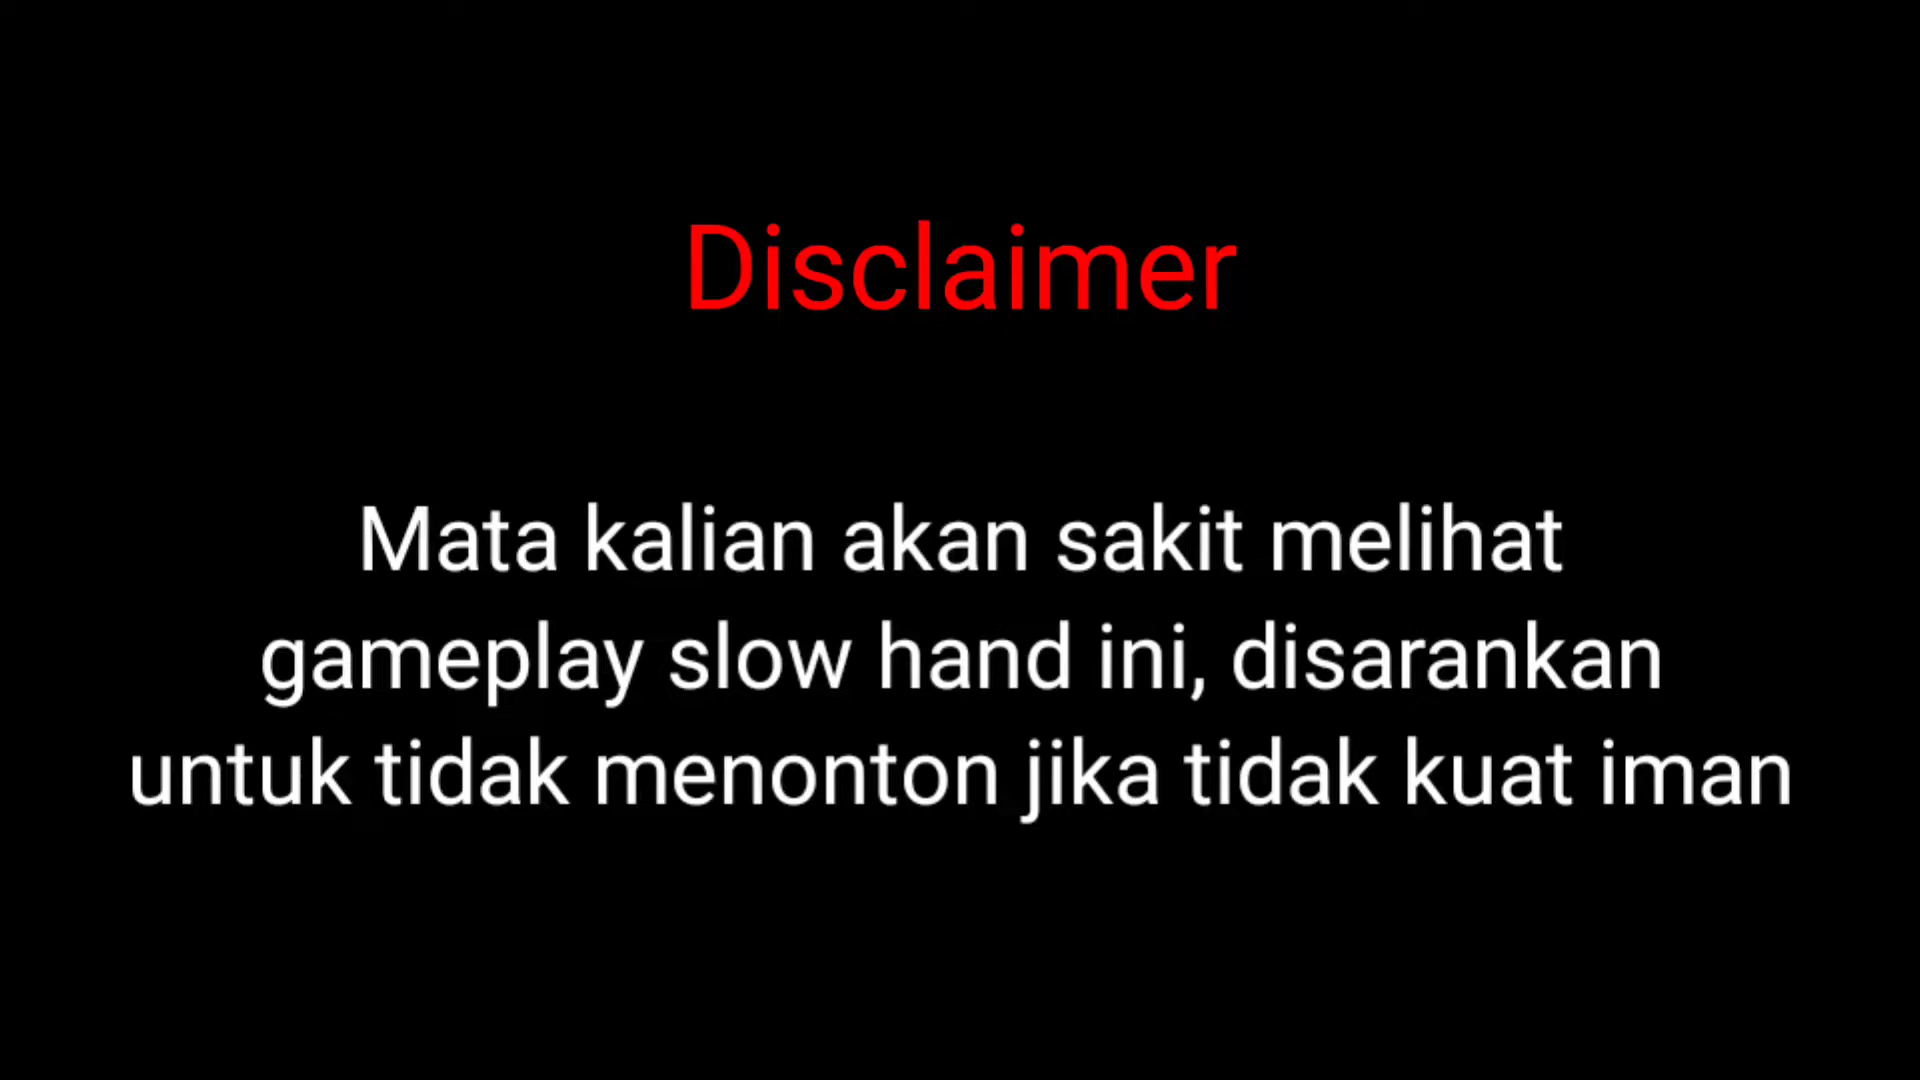 Disclaimer
Mata kalian akan sakit melihat
gameplay slow hand ini, disarankan
untuk tidak menonton jika tidak kuat iman